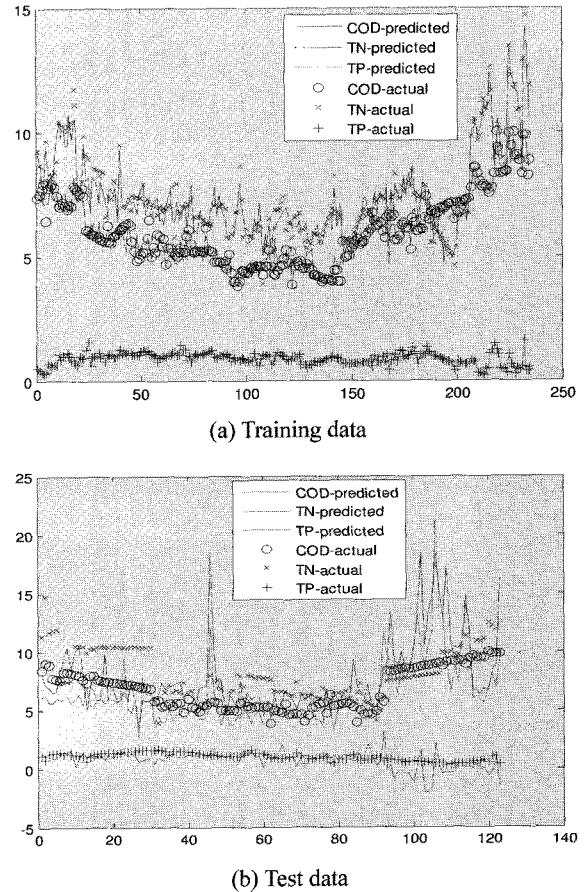 15
10
5
0
COD-predicted
TN-predicted
TP-predicted
COD-actual
TN-actual
TP-actual
0 50 100 150 200 250
(a) Training data
25
20
15
10
5
0
-5
COD-predicted
TN-predicted
TP-predicted
COD-actual
TN-actual
TP-actual
0 20 40 60 80 100 120 140
(b) Test data